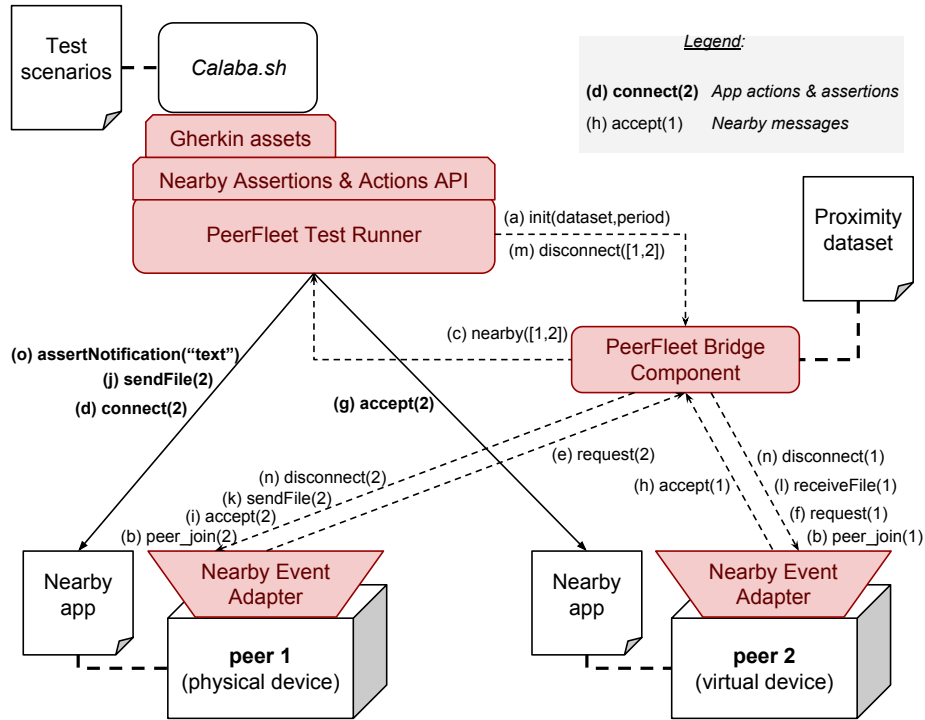 Test
scenarios
Calaba.sh
Legend:
(d) connect(2) App actions & assertions
(h) accept(1) Nearby messages
Gherkin assets
Nearby Assertions & Actions API
PeerFleet Test Runner
(a) init(dataset,period)
(m) disconnect([1,2])
Proximity
dataset
(c) nearby([1,2])
PeerFleet Bridge
Component
(o) assertNotification(“text”)
(j) sendFile(2)
(d) connect(2)
(g) accept(2)
(e) request(2)
(n) disconnect(2)
(k) sendFile(2)
(i) accept(2)
(b) peer_join(2)
(h) accept(1)
(n) disconnect(1)
(l) receiveFile(1)
(f) request(1)
(b) peer_join(1)
Nearby
app
Nearby Event
Adapter
peer 1
(physical device)
Nearby
app
Nearby Event
Adapter
peer 2
(virtual device)